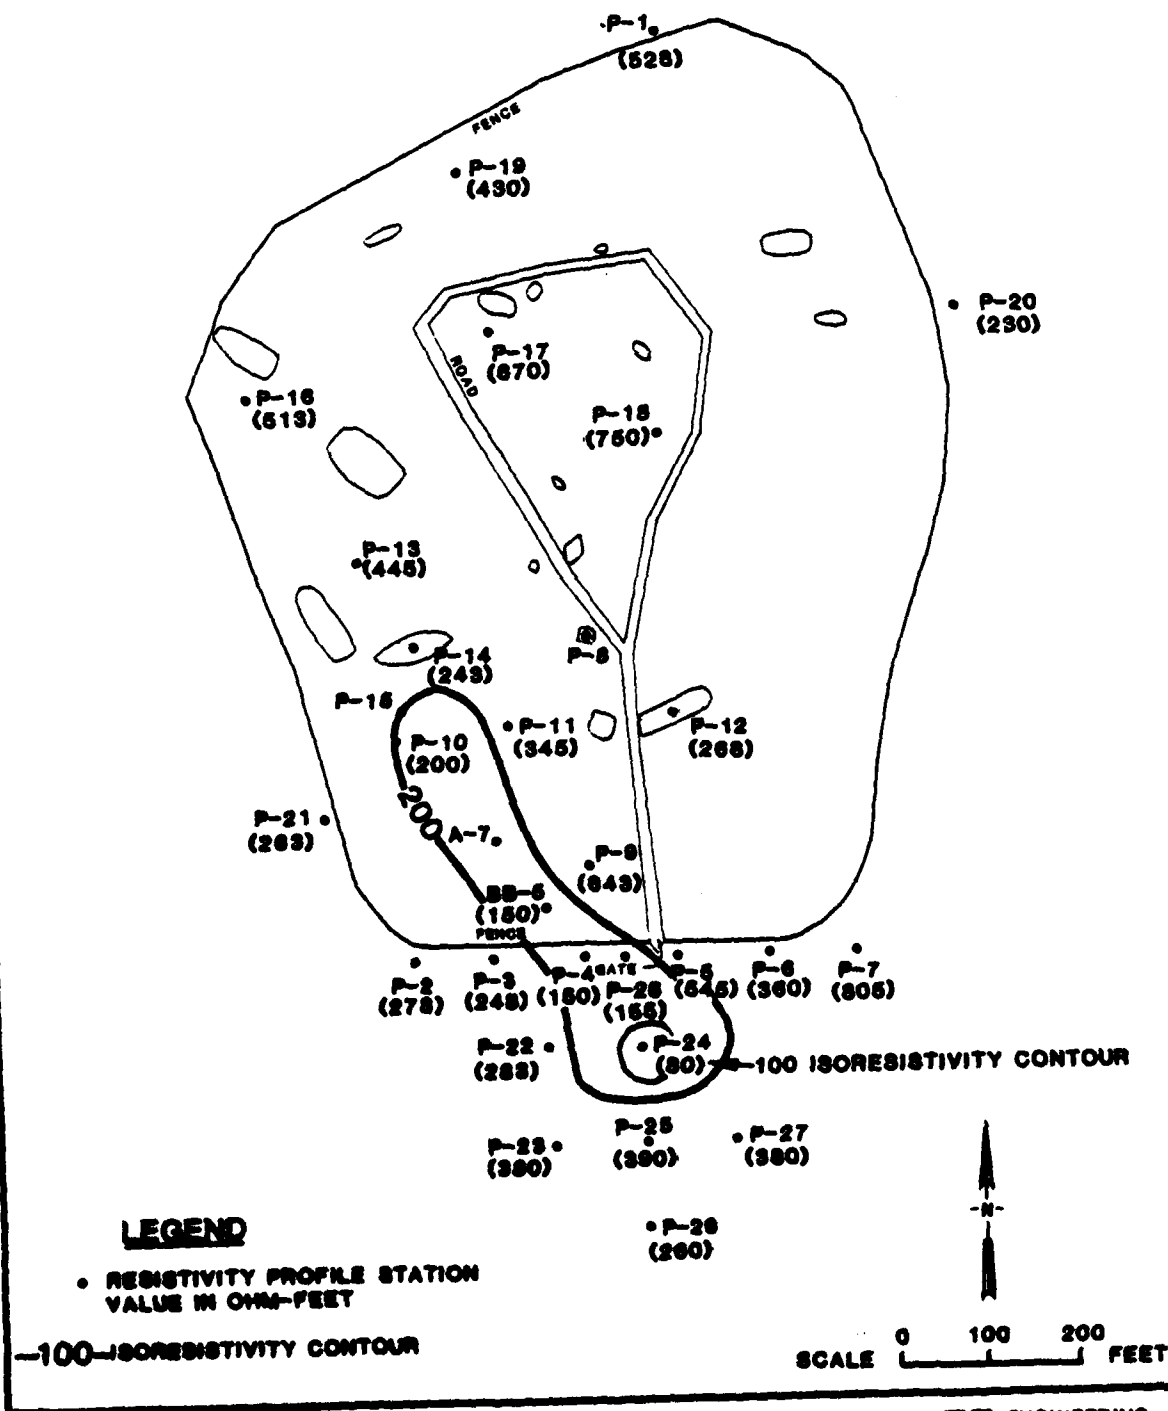 P-1
(528)
FENCE
P-19
(430)
P-20
(230)
P-17
(670)
ROAD
P-16
(513)
P-18
(750)
P-13
(445)
P-14
(243)
P-8
P-15
P-11
(345)
P-12
(268)
P-10
(200)
200
P-21
(263)
A-7
P-9
(643)
BB-5
(150)
FENCE
P-2
(278)
P-3
(248)
P-4
(150)
GATE
P-26
(155)
P-5
(545)
P-6
(360)
P-7
(805)
P-22
(283)
P-24
(80)
100 ISORESISTIVITY CONTOUR
P-23
(380)
P-25
(390)
P-27
(380)
P-26
(260)
-N-
LEGEND
RESISTIVITY PROFILE STATION
VALUE IN OHM-FEET
-100-ISORESISTIVITY CONTOUR
0 100 200
SCALE FEET